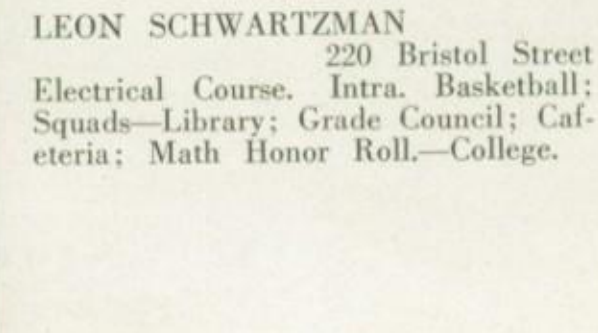 LEON SCHWARTZMAN
220 Bristol Street
Electrical Course. Intra. Basketball;
Squads—Library; Grade Council; Caf-
eteria; Math Honor Roll.—College.